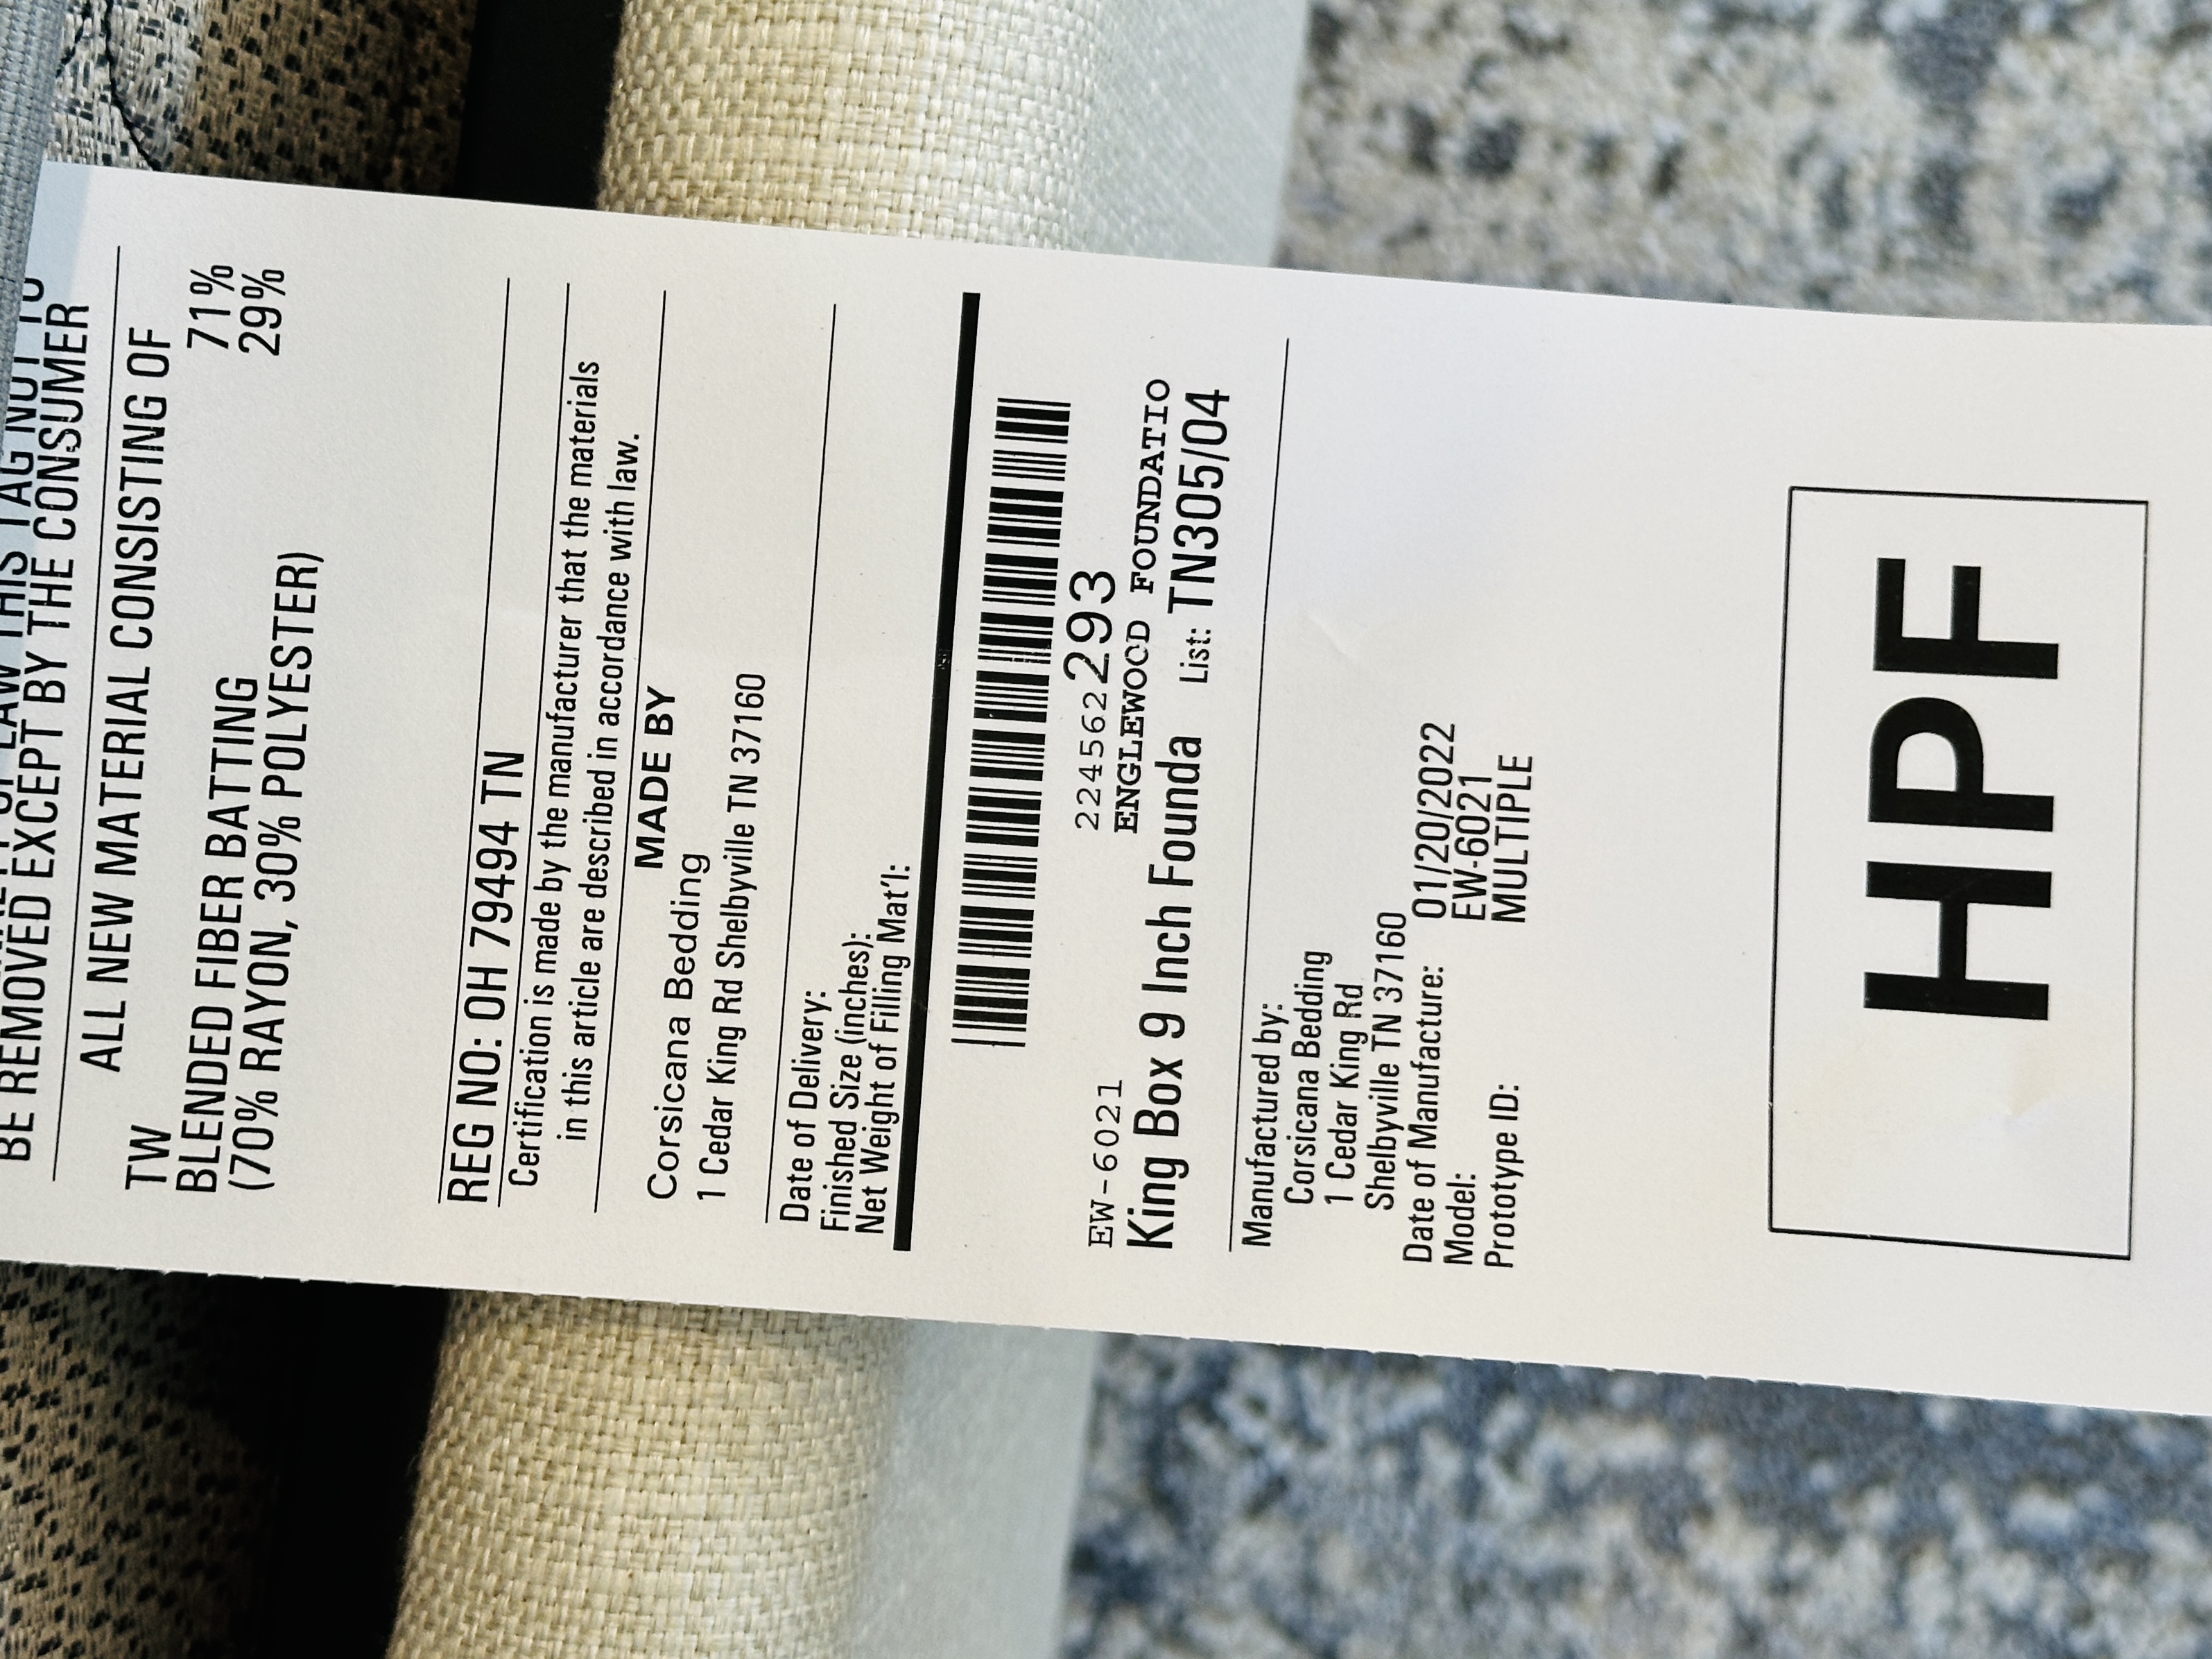 LAW THIS TAG NOT TO
BE REMOVED EXCEPT BY THE CONSUMER
ALL NEW MATERIAL CONSISTING OF
TW 71%
BLENDED FIBER BATTING 29%
(70% RAYON, 30% POLYESTER)
REG NO: OH 79494 TN
Certification is made by the manufacturer that the materials
in this article are described in accordance with law.
MADE BY
Corsicana Bedding
1 Cedar King Rd Shelbyville TN 37160
Date of Delivery:
Finished Size (inches):
Net Weight of Filling Mat'l:
EW-6021 224562293
ENGLEWOOD FOUNDATIO
King Box 9 Inch Founda List: TN305/04
Manufactured by:
Corsicana Bedding
1 Cedar King Rd
Shelbyville TN 37160
Date of Manufacture: 01/20/2022
Model: EW-6021
Prototype ID: MULTIPLE
HPF